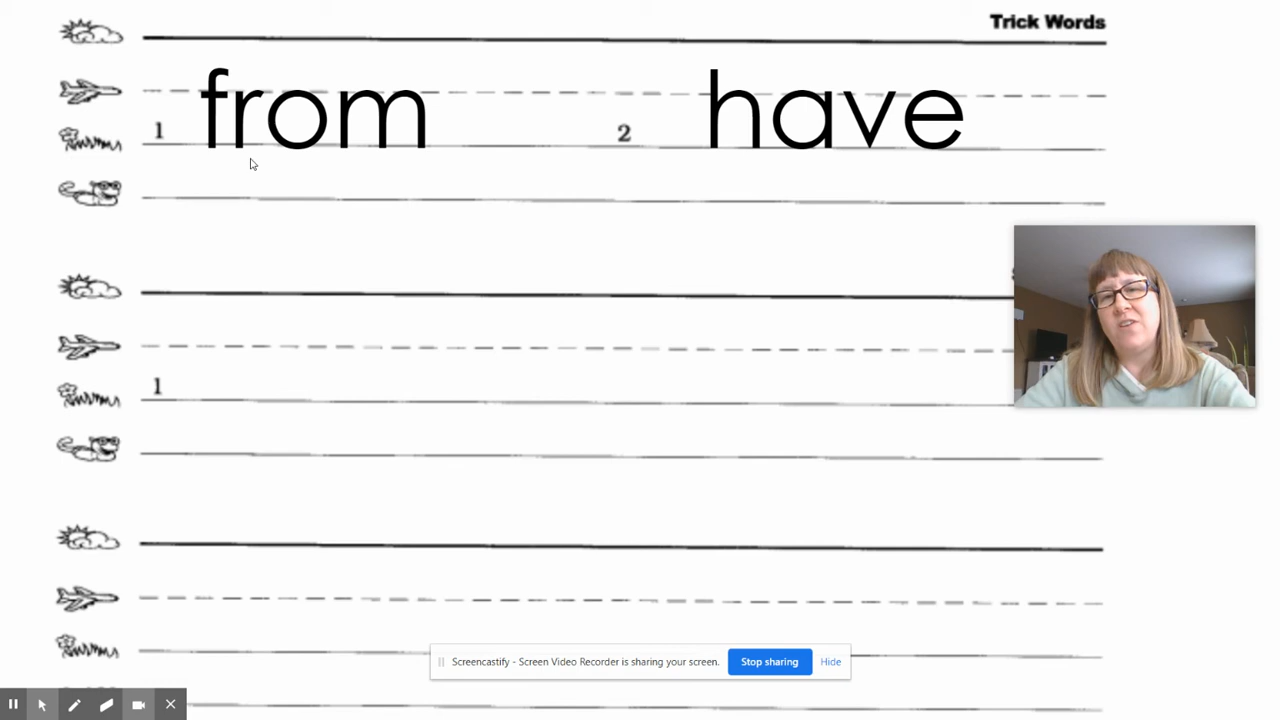 Trick Words
1 from 2 have
1
Screencastify - Screen Video Recorder is sharing your screen. Stop sharing Hide